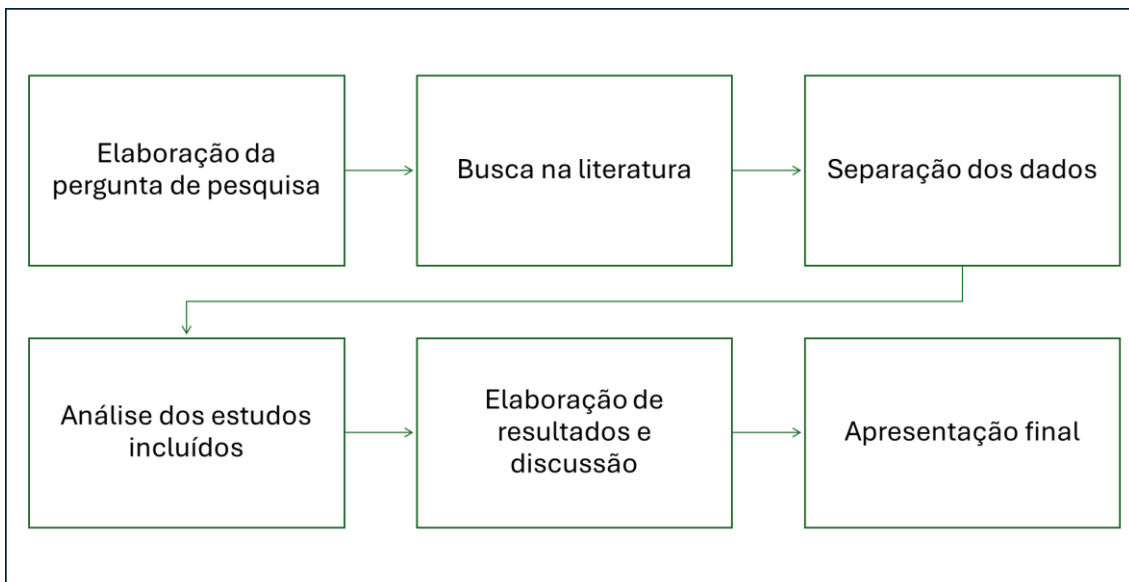 Elaboração da
pergunta de pesquisa
Busca na literatura
Separação dos dados
Análise dos estudos
incluídos
Elaboração de
resultados e
discussão
Apresentação final